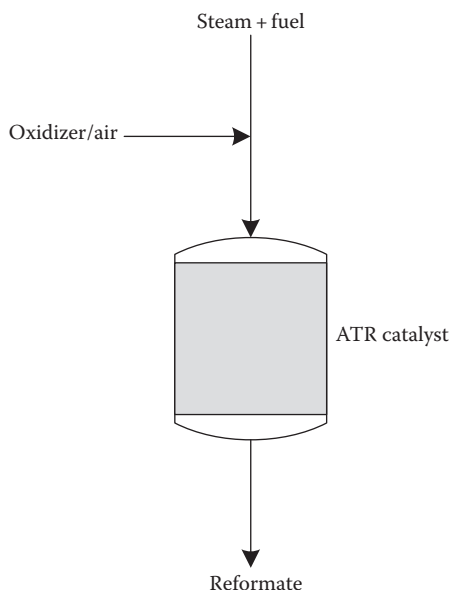 Steam + fuel
Oxidizer/air
ATR catalyst
Reformate